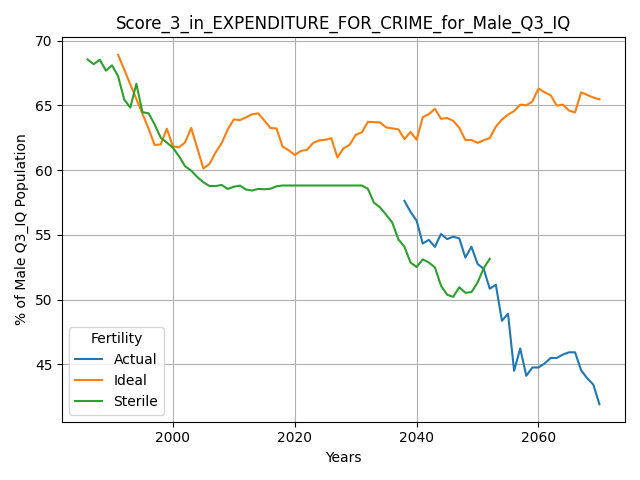 Score_3_in_EXPENDITURE_FOR_CRIME_for_Male_Q3_IQ
% of Male Q3_IQ Population
70
65
60
55
50
45
Fertility
Actual
Ideal
Sterile
2000
2020
2040
2060
Years